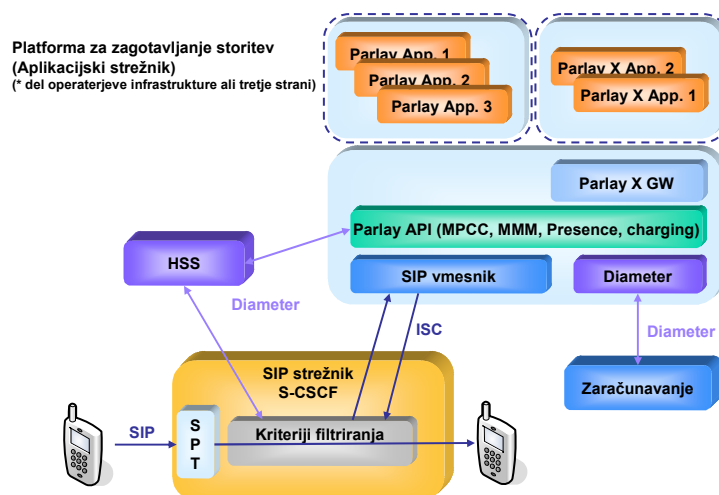 Platforma za zagotavljanje storitev
(Aplikacijski strežnik)
(* del operaterjeve infrastrukture ali tretje strani)
Parlay App. 1
Parlay App. 2
Parlay App. 3
Parlay X App. 2
Parlay X App. 1
Parlay X GW
Parlay API (MPCC, MMM, Presence, charging)
HSS
SIP vmesnik
Diameter
Diameter
ISC
Diameter
SIP strežnik
S-CSCF
Zaračunavanje
SIP
S
P
T
Kriteriji filtriranja